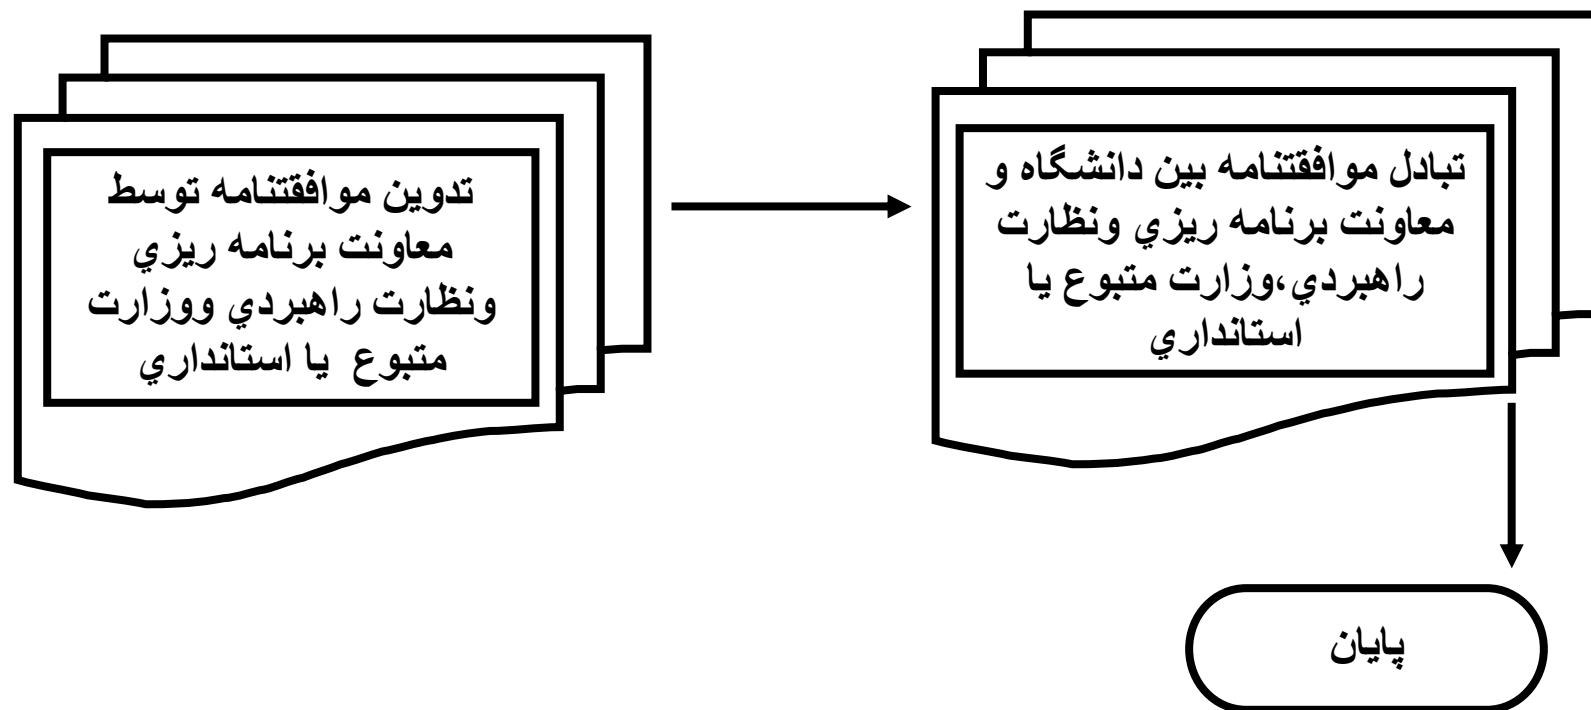 تدوين موافقتنامه توسط
معاونت برنامه ريزي
ونظارت راهبردي ووزارت
متبوع يا استانداري
تبادل موافقتنامه بين دانشگاه و
معاونت برنامه ريزي ونظارت
راهبردي،وزارت متبوع يا
استانداري
پايان